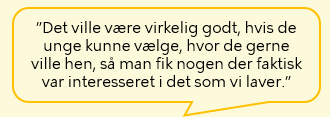 ”Det ville være virkelig godt, hvis de
unge kunne vælge, hvor de gerne
ville hen, så man fik nogen der faktisk
var interesseret i det som vi laver.”